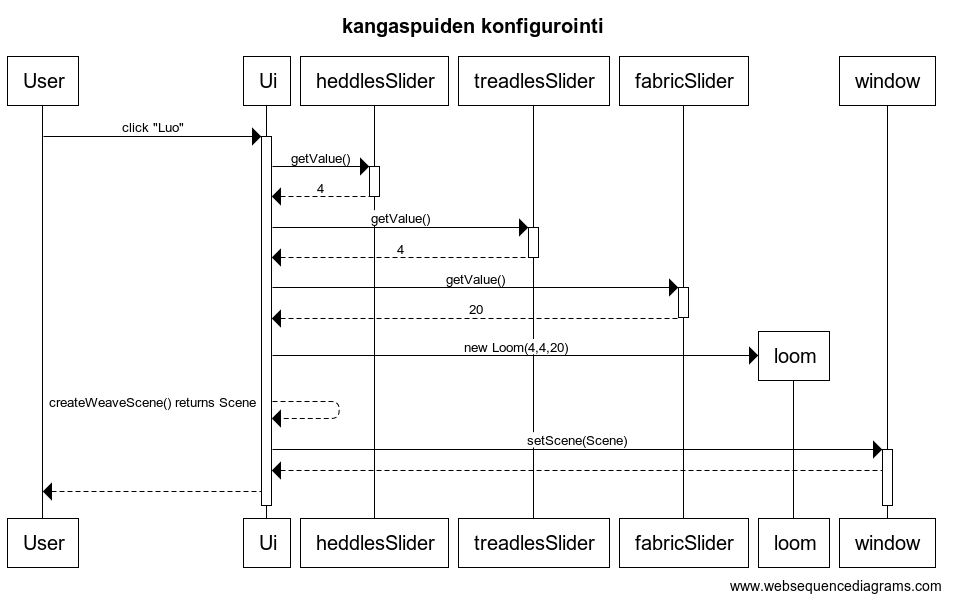 kangaspuiden konfigurointi
User Ui heddlesSlider treadlesSlider fabricSlider window
click "Luo"
getValue()
4
getValue()
4
getValue()
20
new Loom(4,4,20)
loom
createWeaveScene() returns Scene
setScene(Scene)
User Ui heddlesSlider treadlesSlider fabricSlider loom window
www.websequencediagrams.com